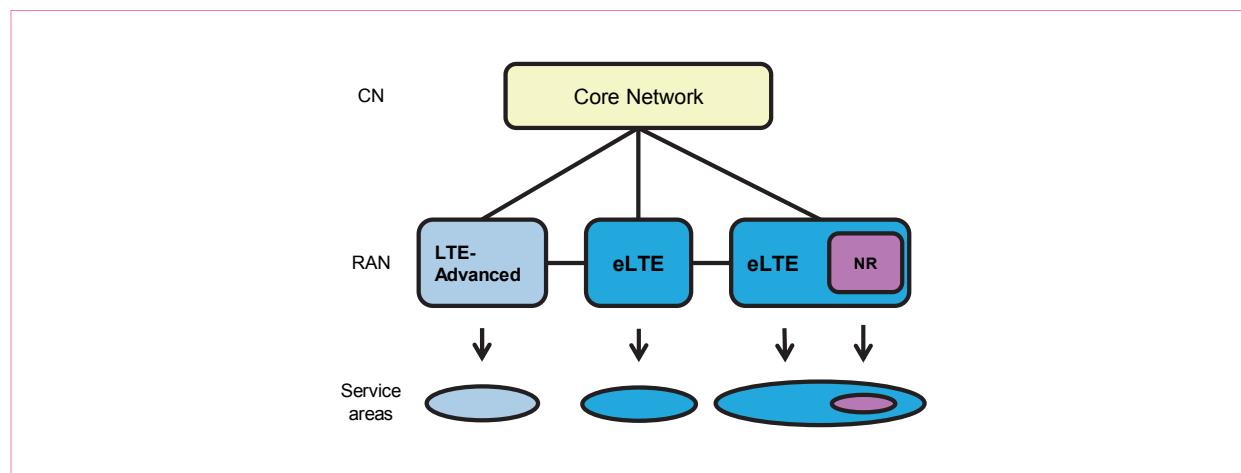 CN
Core Network
RAN
LTE-
Advanced
eLTE
eLTE
NR
Service
areas